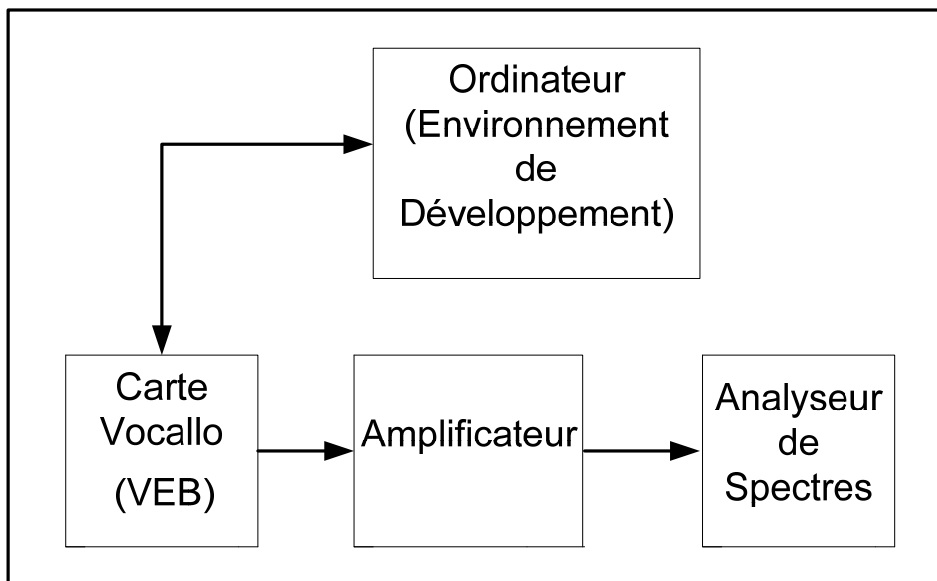 Ordinateur
(Environnement
de
Développement)
Carte
Vocallo
(VEB)
Amplificateur
Analyseur
de
Spectres